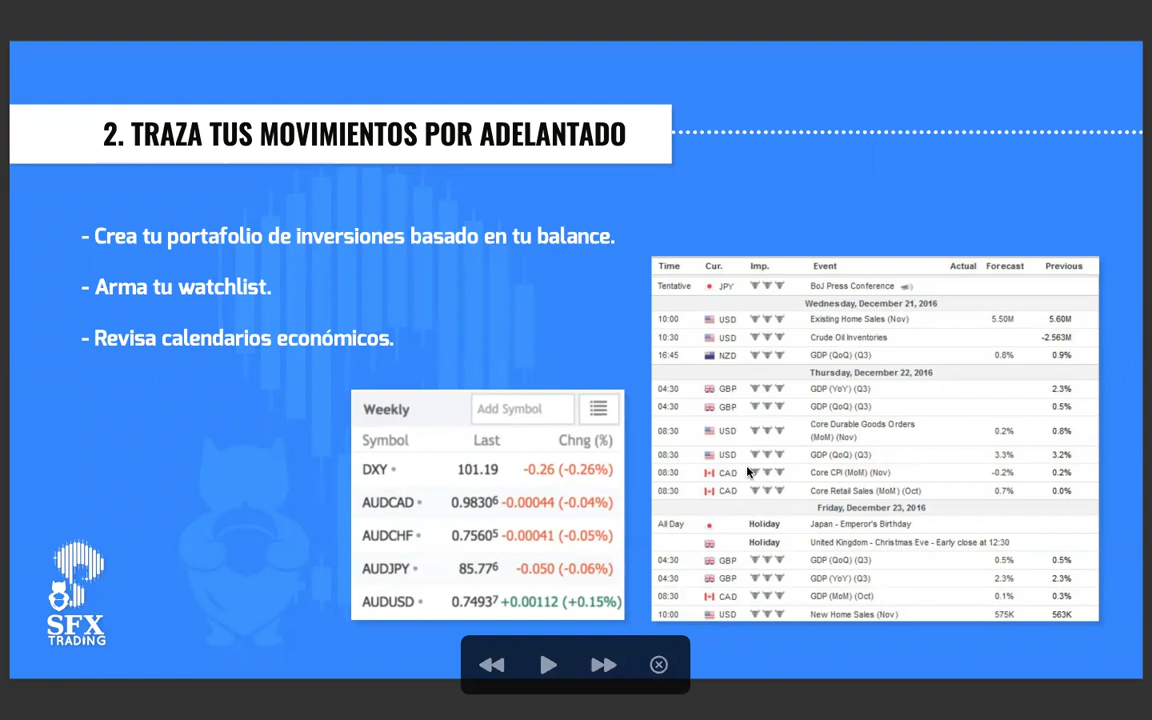 2. TRAZA TUS MOVIMIENTOS POR ADELANTADO
- Crea tu portafolio de inversiones basado en tu balance.
- Arma tu watchlist.
- Revisa calendarios económicos.
Weekly Add Symbol
Symbol Last Chng (%)
DXY 101.19 -0.26 (-0.26%)
AUDCAD 0.98306 -0.00044 (-0.04%)
AUDCHF 0.75605 -0.00041 (-0.05%)
AUDJPY 85.776 -0.050 (-0.06%)
AUDUSD 0.74937 +0.00112 (+0.15%)
Time Cur. Imp. Event Actual Forecast Previous
Tentative JPY BoJ Press Conference
Wednesday, December 21, 2016
10:00 USD Existing Home Sales (Nov) 5.50M 5.60M
10:30 USD Crude Oil Inventories -2.563M
16:45 NZD GDP (QoQ) (Q3) 0.8% 0.9%
Thursday, December 22, 2016
04:30 GBP GDP (YoY) (Q3) 2.3%
04:30 GBP GDP (QoQ) (Q3) 0.5%
08:30 USD Core Durable Goods Orders 0.2% 0.8%
(MoM) (Nov)
08:30 USD GDP (QoQ) (Q3) 3.3% 3.2%
08:30 CAD Core CPI (MoM) (Nov) -0.2% 0.2%
08:30 CAD Core Retail Sales (MoM) (Oct) 0.7% 0.0%
Friday, December 23, 2016
All Day Holiday Japan - Emperor's Birthday
Holiday United Kingdom - Christmas Eve - Early close at 12:30
04:30 GBP GDP (QoQ) (Q3) 0.5% 0.5%
04:30 GBP GDP (YoY) (Q3) 2.3% 2.3%
08:30 CAD GDP (MoM) (Oct) 0.1% 0.3%
10:00 USD New Home Sales (Nov) 575K 563K
SFX
TRADING